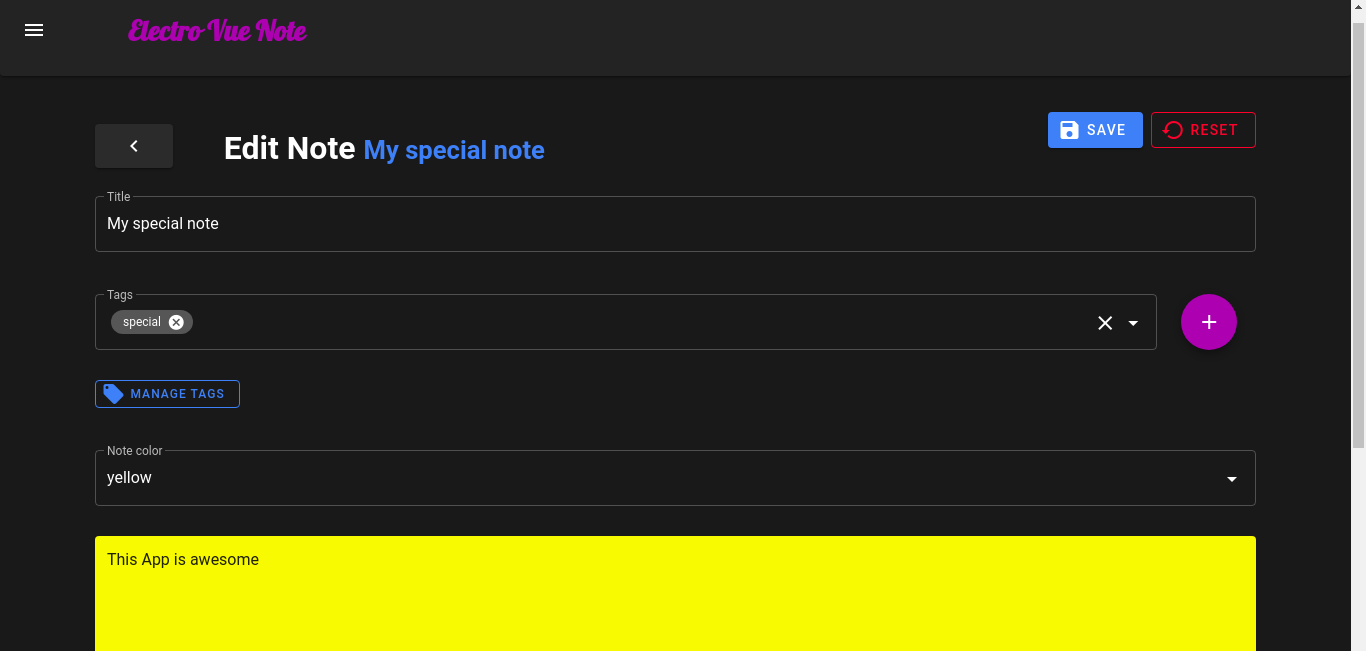 Electro Vue Note
Edit Note My special note
SAVE
RESET
Title
My special note
Tags
special
MANAGE TAGS
Note color
yellow
This App is awesome